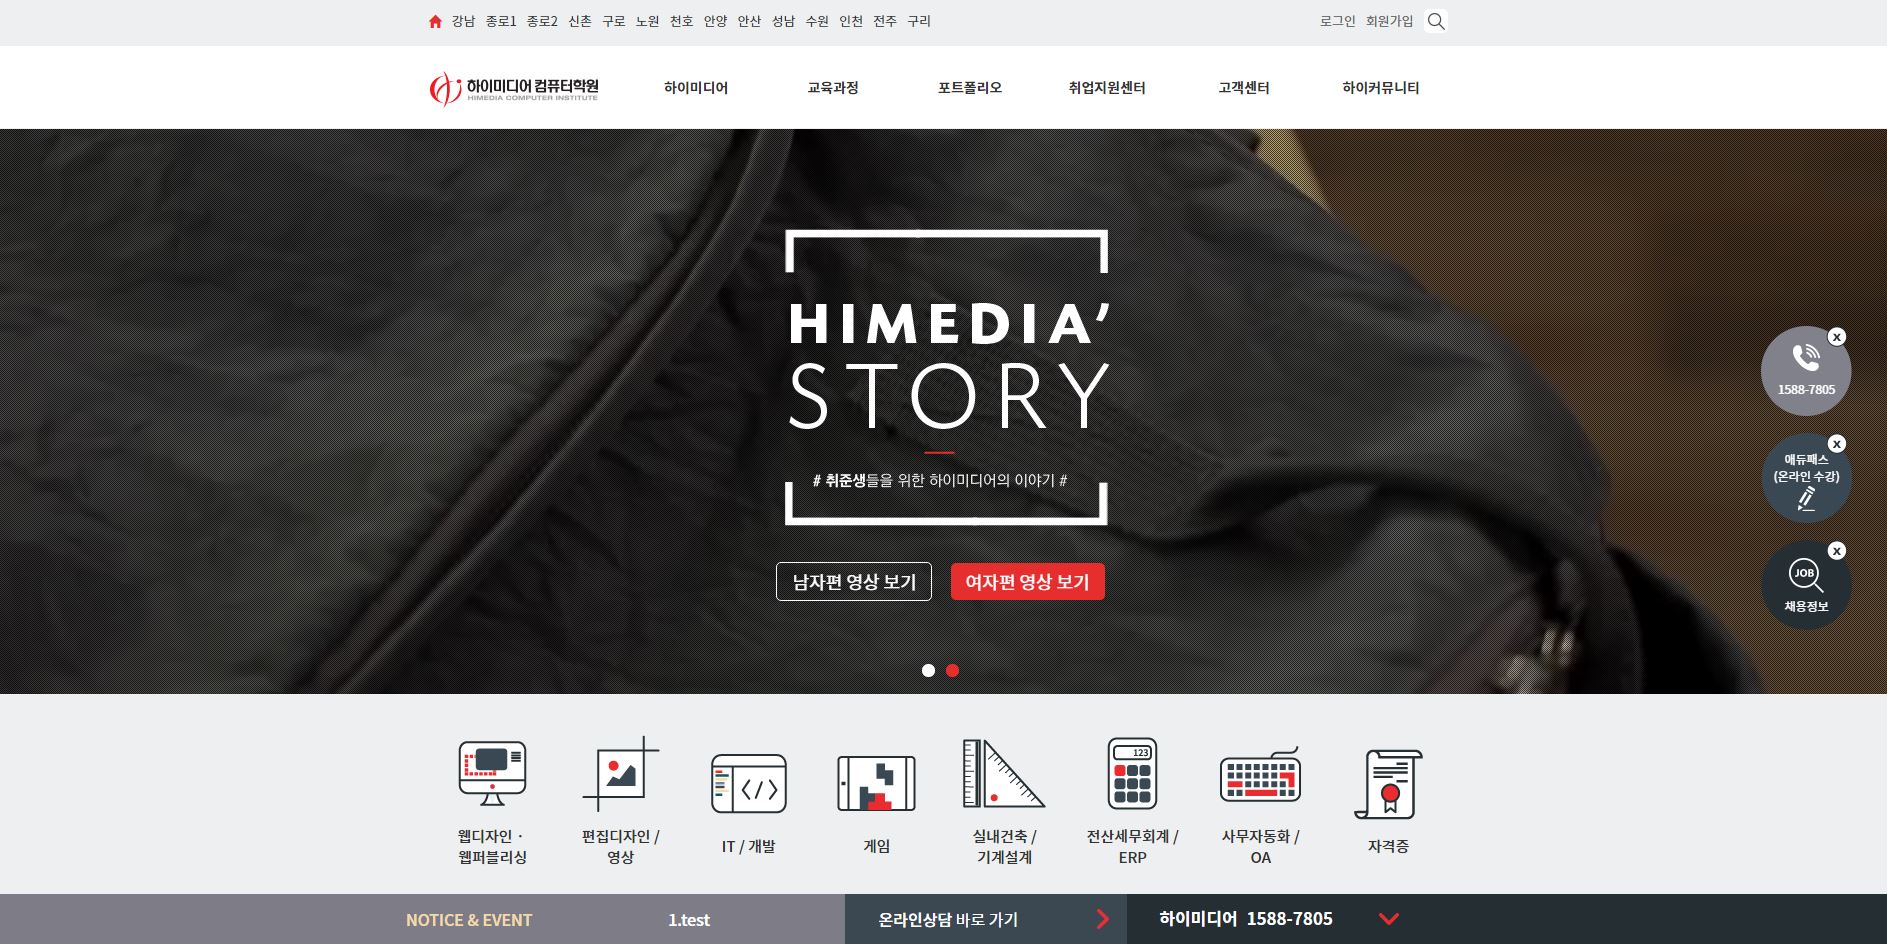 강남 종로1 종로2 신촌 구로 노원 천호 안양 안산 성남 수원 인천 전주 구리
로그인 회원가입
하이미디어 컴퓨터학원
HIMEDIA COMPUTER INSTITUTE
하이미디어 교육과정 포트폴리오 취업지원센터 고객센터 하이커뮤니티
HIMEDIA’
STORY
# 취준생들을 위한 하이미디어의 이야기 #
남자편 영상 보기
여자편 영상 보기
X
1588-7805
X
에듀패스
(온라인 수강)
X
JOB
채용정보
웹디자인 ·
웹퍼블리싱
편집디자인 /
영상
</>
IT / 개발
게임
실내건축 /
기계설계
123
전산세무회계 /
ERP
사무자동화 /
OA
자격증
NOTICE & EVENT
1.test
온라인상담 바로 가기
하이미디어 1588-7805